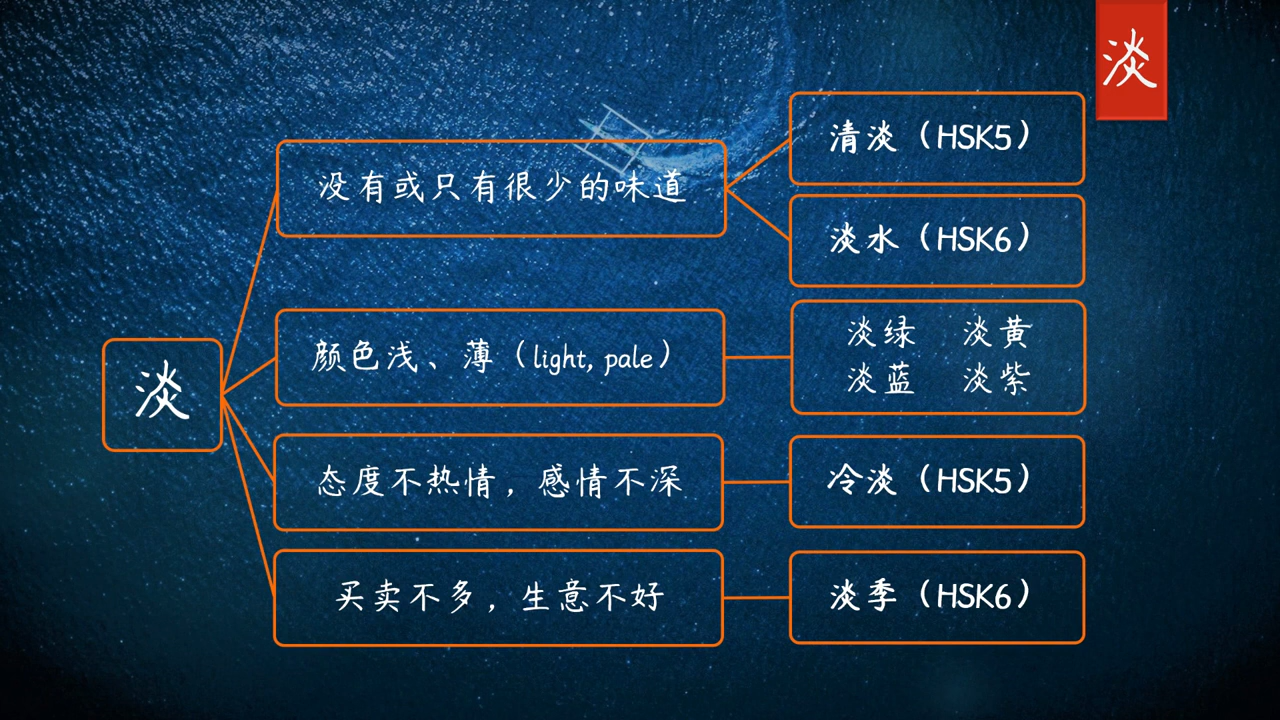 淡
没有或只有很少的味道
清淡（HSK5）
淡水（HSK6）
颜色浅、薄（light, pale）
淡绿 淡黄
淡蓝 淡紫
淡
态度不热情，感情不深
冷淡（HSK5）
买卖不多，生意不好
淡季（HSK6）